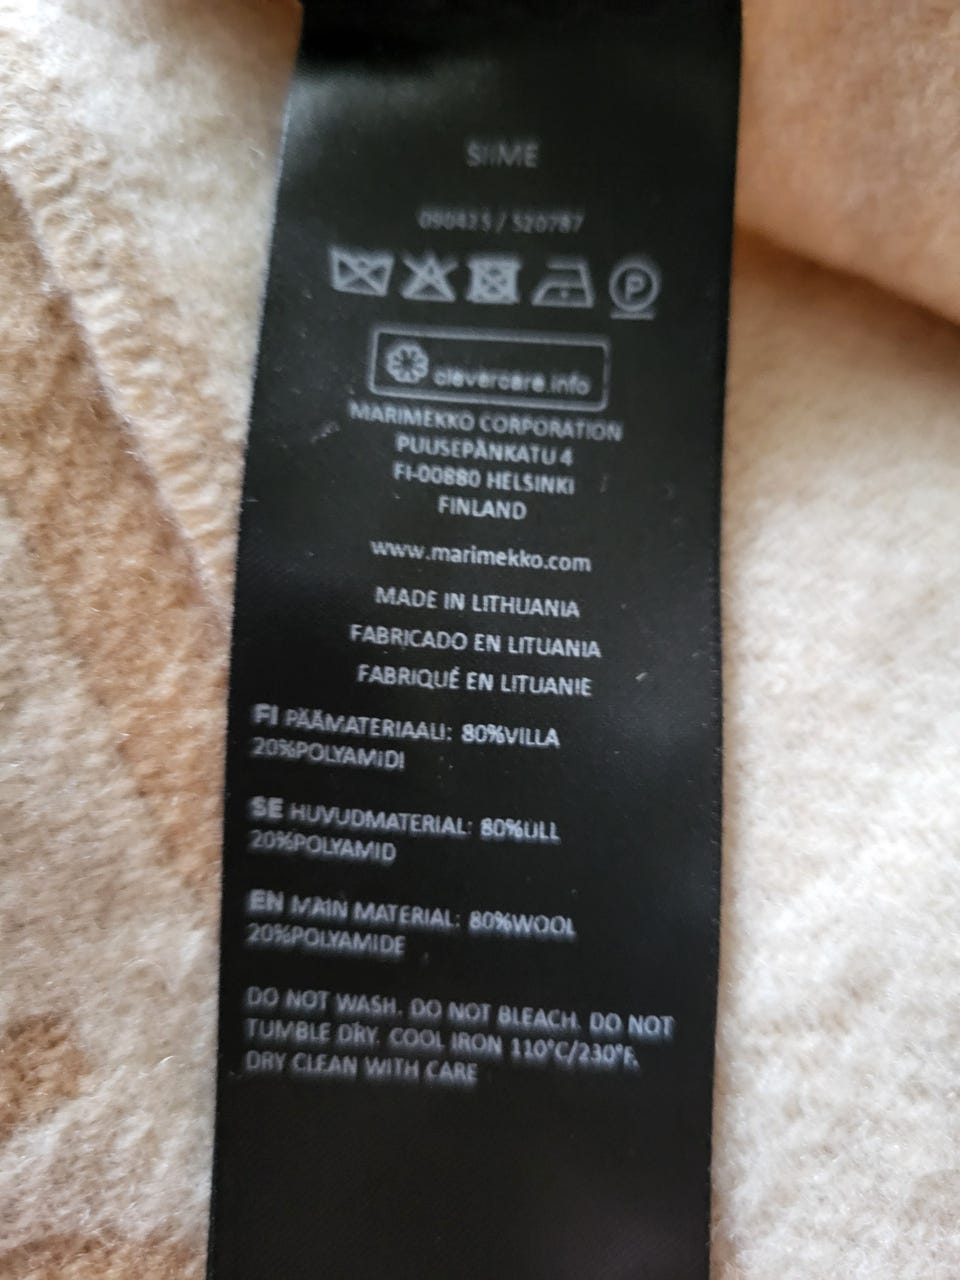 SIIME
090413 / 520787
P
clevercare.info
MARIMEKKO CORPORATION
PUUSEPÄNKATU 4
FI-00880 HELSINKI
FINLAND
www.marimekko.com
MADE IN LITHUANIA
FABRICADO EN LITUANIA
FABRIQUÉ EN LITUANIE
FI PÄÄMATERIAALI: 80%VILLA
20%POLYAMIDI
SE HUVUDMATERIAL: 80%ULL
20%POLYAMID
EN MAIN MATERIAL: 80%WOOL
20%POLYAMIDE
DO NOT WASH. DO NOT BLEACH. DO NOT
TUMBLE DRY. COOL IRON 110°C/230°F.
DRY CLEAN WITH CARE